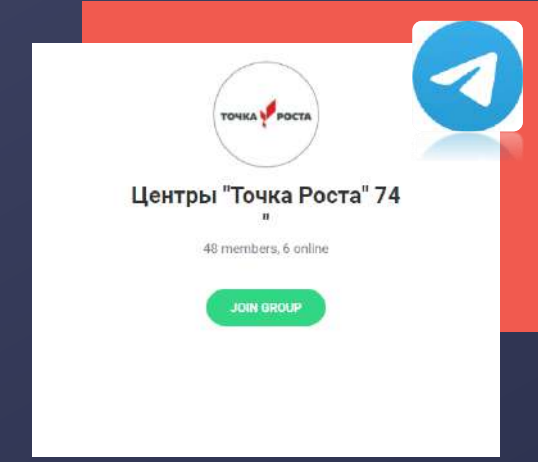 ТОЧКА РОСТА
Центры "Точка Роста" 74
"
48 members, 6 online
JOIN GROUP